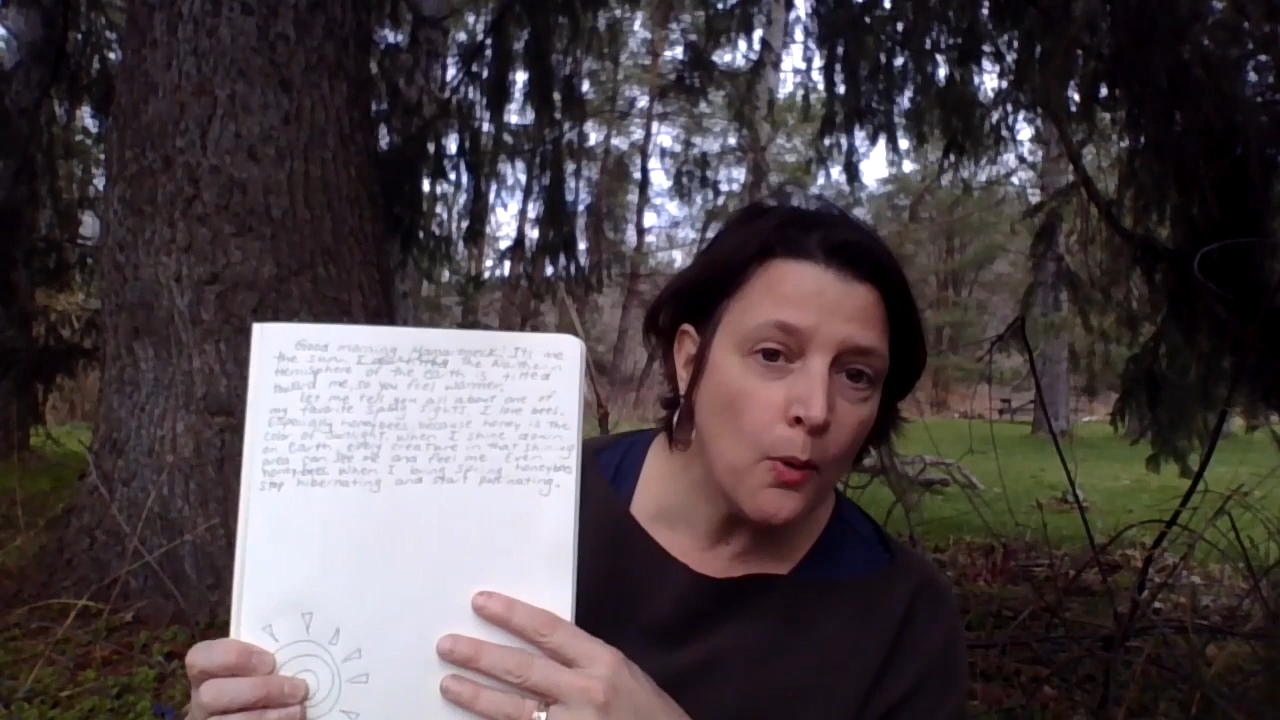 Good morning Mamaroneck! It's me
the sun. I the Northern
Hemisphere of the earth is tilted
toward me, so you feel warmer.
Let me tell you all about one of
my favorite spring sights. I love bees.
Especially honeybees because honey is the
color of sunlight. When I shine down
on Earth, every creature in that shining
area can see me and feel me. Even
honeybees. When I bring spring, honeybees
stop hibernating and start pollinating.